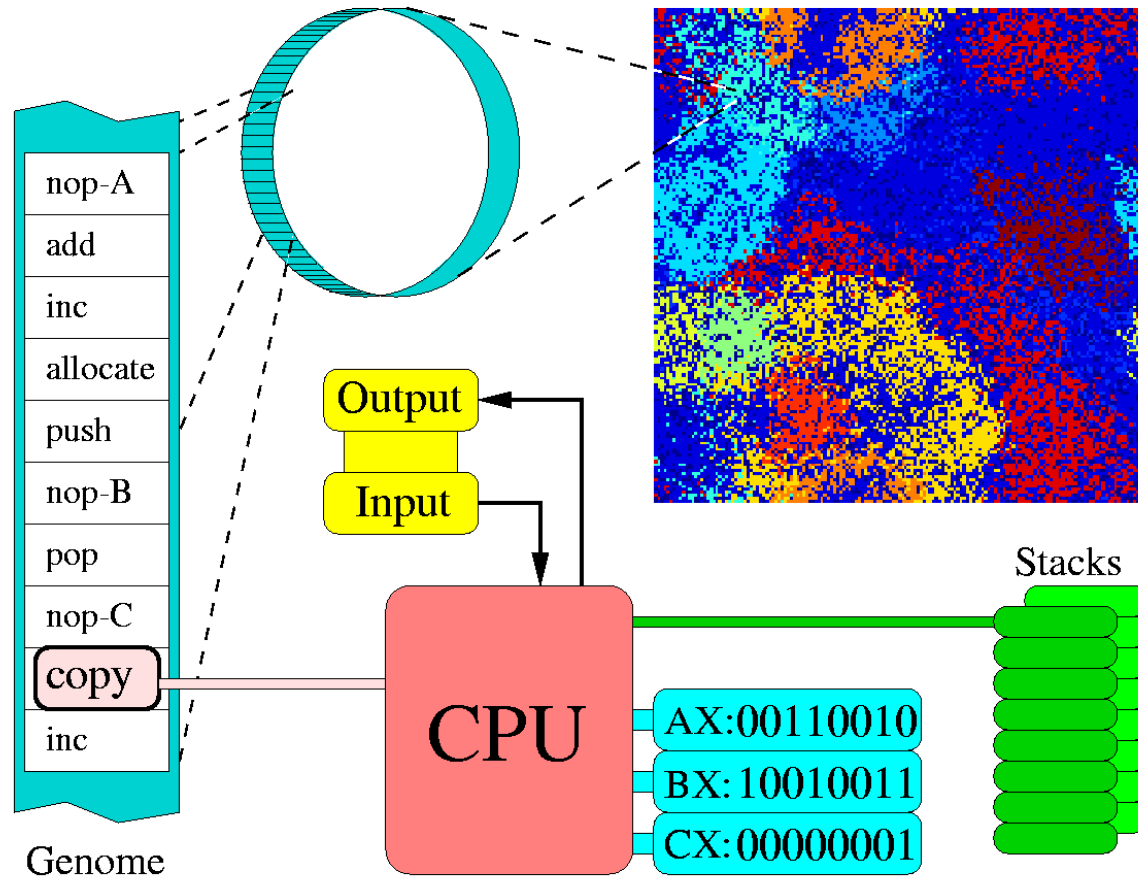 nop-A
add
inc
allocate
push
nop-B
pop
nop-C
copy
inc
Genome
Output
Input
CPU
AX:00110010
BX:10010011
CX:00000001
Stacks